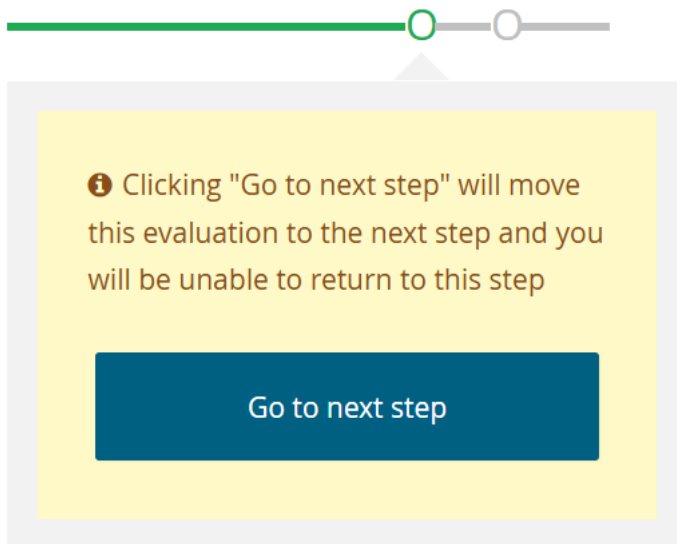 Clicking "Go to next step" will move
this evaluation to the next step and you
will be unable to return to this step
Go to next step